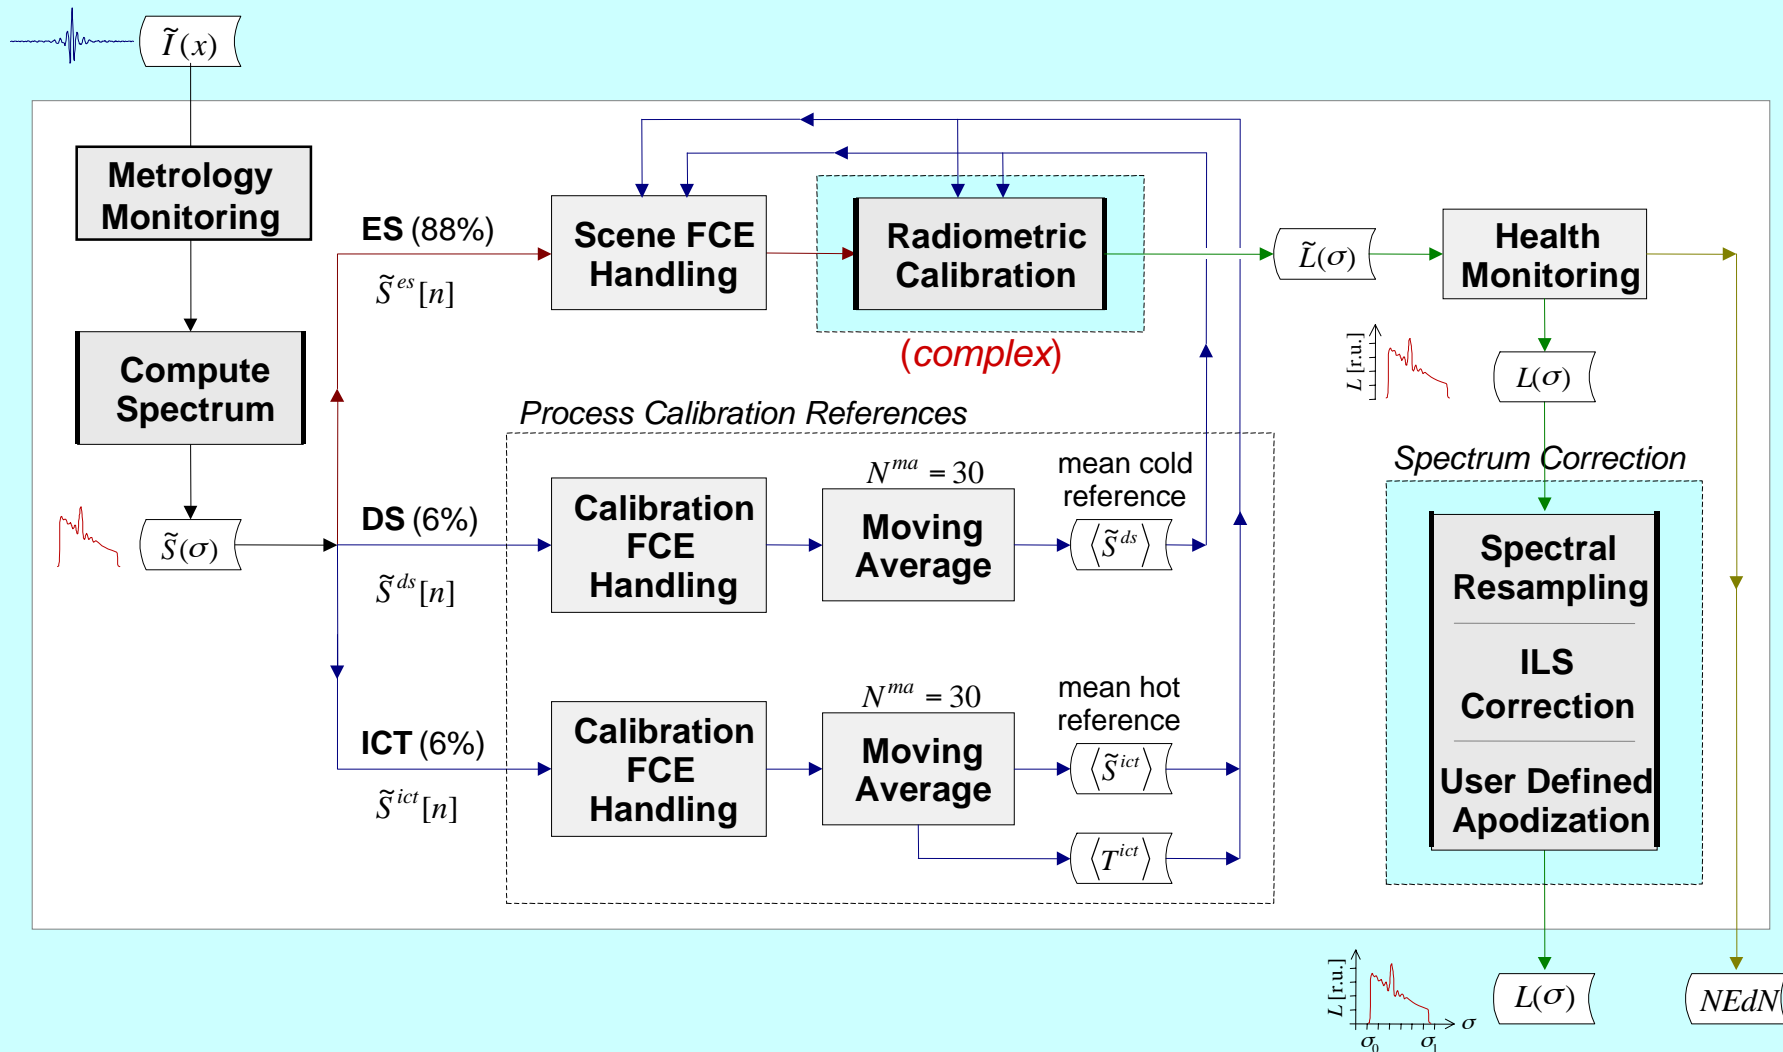 Ĩ(x)
Metrology
Monitoring
Compute
Spectrum
S̃(σ)
ES (88%)
S̃^es[n]
DS (6%)
S̃^ds[n]
ICT (6%)
S̃^ict[n]
Scene FCE
Handling
Radiometric
Calibration
(complex)
Process Calibration References
Calibration
FCE
Handling
N^ma = 30
Moving
Average
mean cold
reference
⟨S̃^ds⟩
Calibration
FCE
Handling
N^ma = 30
Moving
Average
mean hot
reference
⟨S̃^ict⟩
⟨T^ict⟩
L̃(σ)
Health
Monitoring
L [r.u.]
L(σ)
Spectrum Correction
Spectral
Resampling
ILS
Correction
User Defined
Apodization
L [r.u.]
σ
σ₀ σ₁
L(σ)
NEdN(